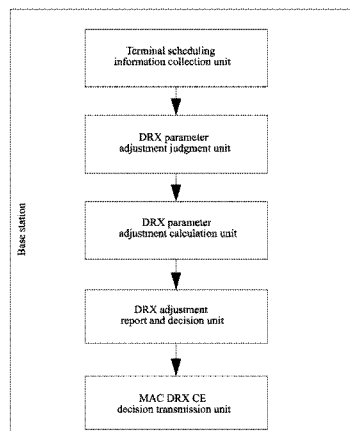 Terminal scheduling
information collection unit
DRX parameter
adjustment judgment unit
Base station
DRX parameter
adjustment calculation unit
DRX adjustment
report and decision unit
MAC DRX CE
decision transmission unit